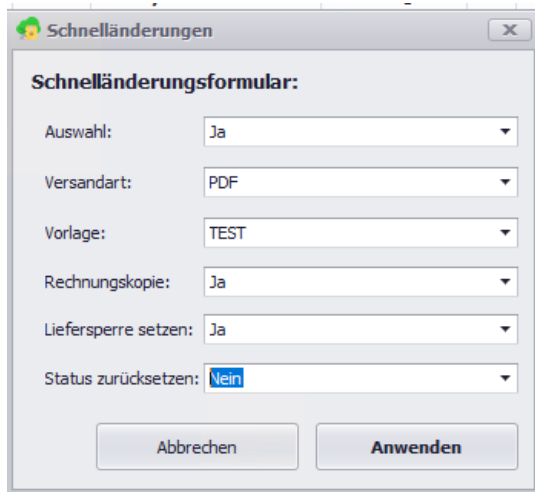 Schnelländerungen
Schnelländerungsformular:
Auswahl: Ja
Versandart: PDF
Vorlage: TEST
Rechnungskopie: Ja
Liefersperre setzen: Ja
Status zurücksetzen: Nein
Abbrechen Anwenden